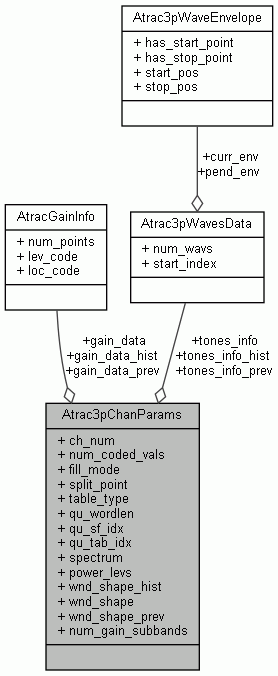 Atrac3pWaveEnvelope
+ has_start_point
+ has_stop_point
+ start_pos
+ stop_pos
+curr_env
+pend_env
AtracGainInfo
+ num_points
+ lev_code
+ loc_code
Atrac3pWavesData
+ num_wavs
+ start_index
+gain_data
+gain_data_hist
+gain_data_prev
+tones_info
+tones_info_hist
+tones_info_prev
Atrac3pChanParams
+ ch_num
+ num_coded_vals
+ fill_mode
+ split_point
+ table_type
+ qu_wordlen
+ qu_sf_idx
+ qu_tab_idx
+ spectrum
+ power_levs
+ wnd_shape_hist
+ wnd_shape
+ wnd_shape_prev
+ num_gain_subbands